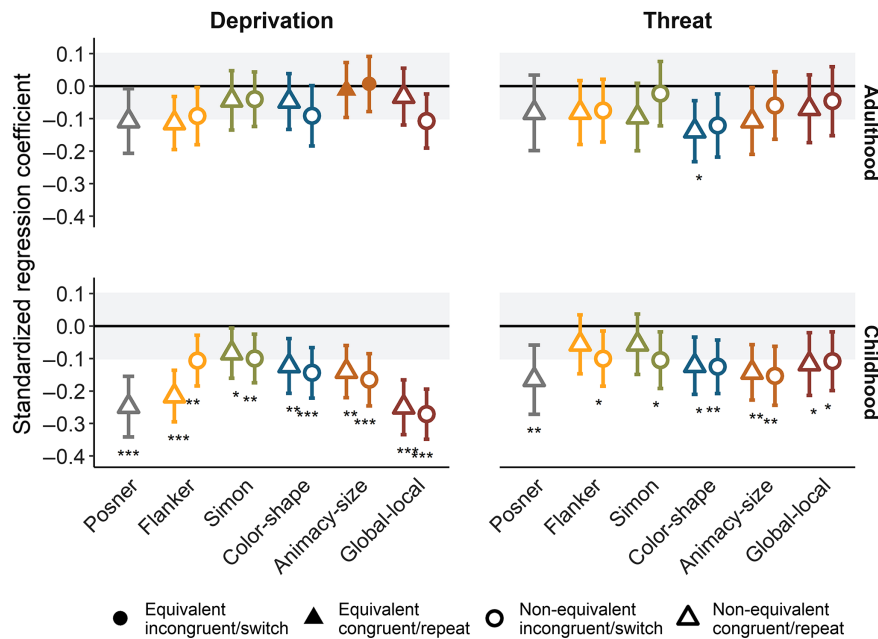 Deprivation
Threat
Standardized regression coefficient
0.1
0.0
−0.1
−0.2
−0.3
−0.4
*
Adulthood
0.1
0.0
−0.1
−0.2
−0.3
−0.4
*** *** ** * ** ** *** ** *** *** ***
** * * * ** ** ** * *
Childhood
Posner
Flanker
Simon
Color-shape
Animacy-size
Global-local
Posner
Flanker
Simon
Color-shape
Animacy-size
Global-local
Equivalent
incongruent/switch
Equivalent
congruent/repeat
Non-equivalent
incongruent/switch
Non-equivalent
congruent/repeat